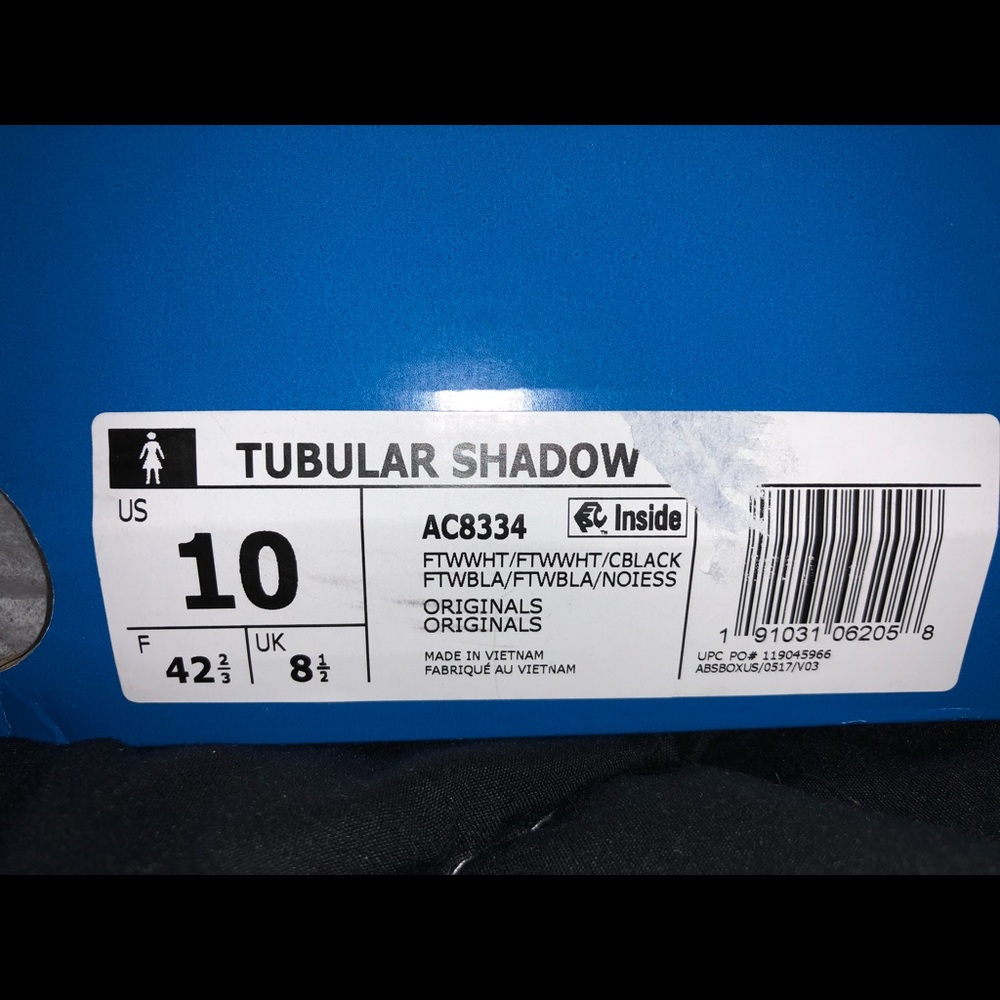 TUBULAR SHADOW
US
10
F
42 2/3
UK
8 1/2
AC8334
Inside
FTWWHT/FTWWHT/CBLACK
FTWBLA/FTWBLA/NOIESS
ORIGINALS
ORIGINALS
MADE IN VIETNAM
FABRIQUÉ AU VIETNAM
1 91031 06205 8
UPC PO# 119045966
ABSBOXUS/0517/V03